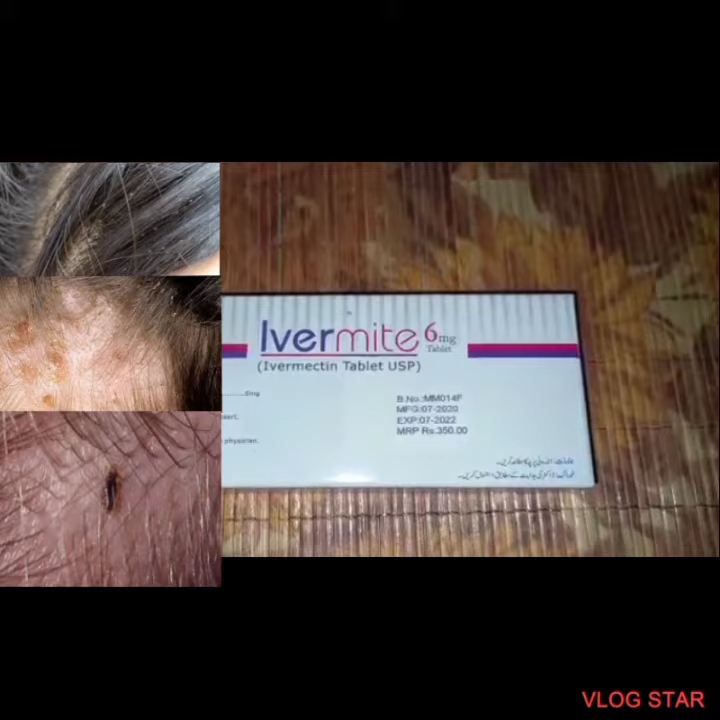 Ivermite 6mg
Tablet
(Ivermectin Tablet USP)
..............6mg
physician.
B.No.:MM014F
MFG:07-2020
EXP:07-2022
MRP Rs:350.00
VLOG STAR